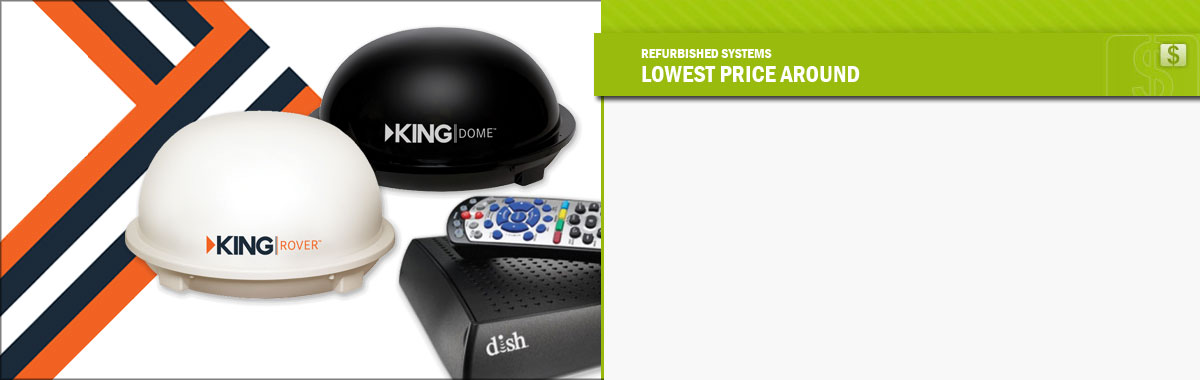 KING DOME™
KING ROVER™
dish
REFURBISHED SYSTEMS
LOWEST PRICE AROUND
$